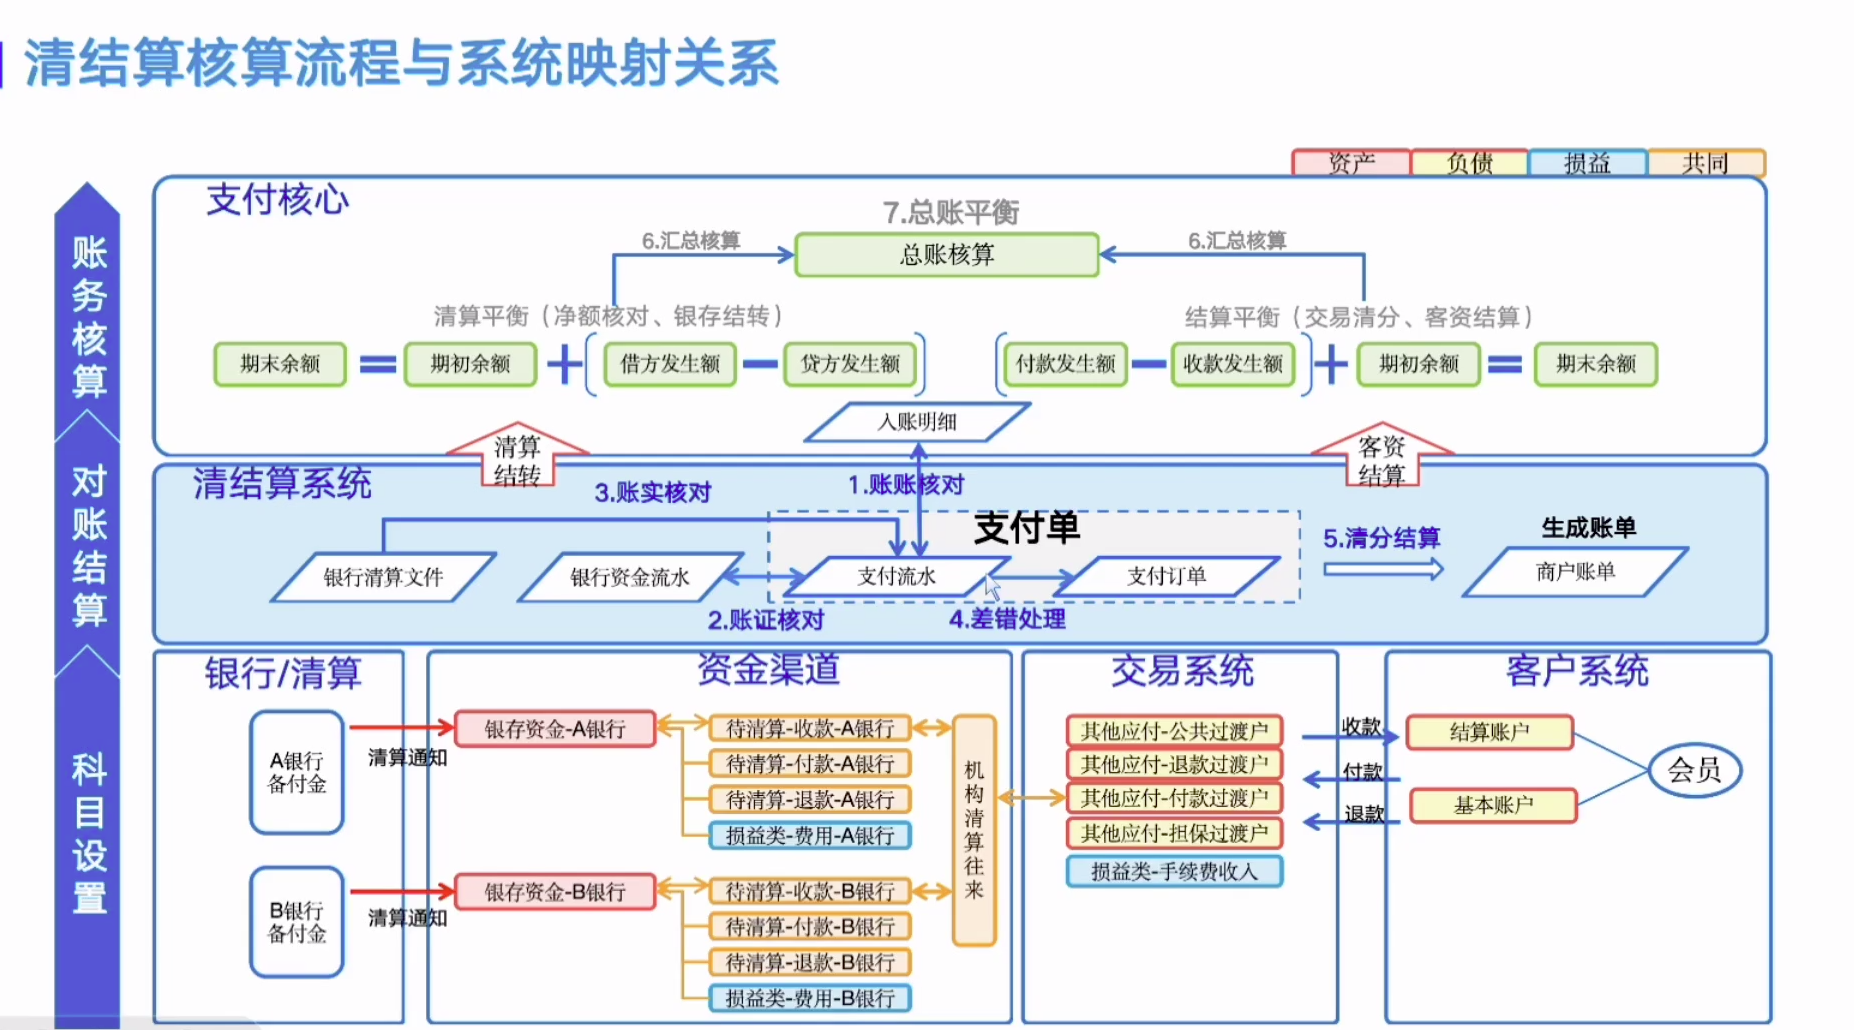 清结算核算流程与系统映射关系
资产
负债
损益
共同
账务核算
对账结算
科目设置
支付核心
7.总账平衡
6.汇总核算
总账核算
6.汇总核算
清算平衡（净额核对、银存结转）
结算平衡（交易清分、客资结算）
期末余额
=
期初余额
+
借方发生额
—
贷方发生额
付款发生额
—
收款发生额
+
期初余额
=
期末余额
入账明细
清算
结转
客资
结算
清结算系统
3.账实核对
1.账账核对
支付单
5.清分结算
生成账单
银行清算文件
银行资金流水
支付流水
支付订单
商户账单
2.账证核对
4.差错处理
银行/清算
A银行
备付金
清算通知
B银行
备付金
清算通知
资金渠道
银存资金-A银行
待清算-收款-A银行
待清算-付款-A银行
待清算-退款-A银行
损益类-费用-A银行
银存资金-B银行
待清算-收款-B银行
待清算-付款-B银行
待清算-退款-B银行
损益类-费用-B银行
机构清算往来
交易系统
其他应付-公共过渡户
其他应付-退款过渡户
其他应付-付款过渡户
其他应付-担保过渡户
损益类-手续费收入
收款
付款
退款
客户系统
结算账户
基本账户
会员